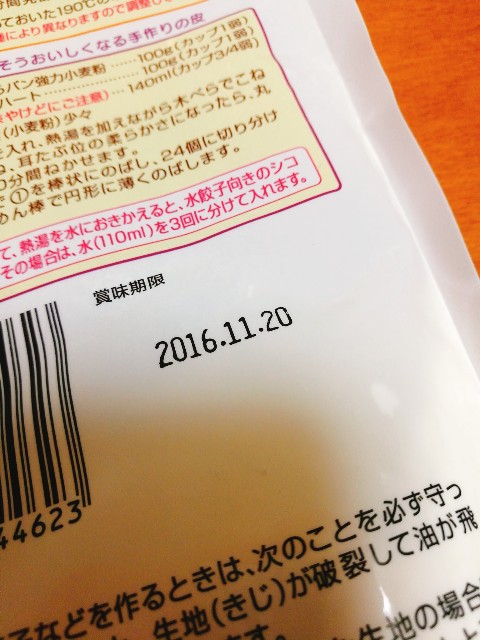 ておいた190℃の
により異なりますので調整し
そうおいしくなる手作りの皮
パン強力小麦粉 ……100g(カップ1弱)
ハート……………100g(カップ1弱)
やけどにご注意)…140ml(カップ3/4弱)
(小麦粉)少々
入れ、熱湯を加えながら木べらでこね
ね、耳たぶ位の柔らかさになったら、丸
0分間ねかせます。
で①を棒状にのばし、24個に切り分け
めん棒で円形に薄くのばします。
て、熱湯を水におきかえると、水餃子向きのシコ
その場合は、水(110ml)を3回に分けて入れます。
賞味期限
2016.11.20
44623
などを作るときは、次のことを必ず守っ
生地(きじ)が破裂して油が飛
生地の場合